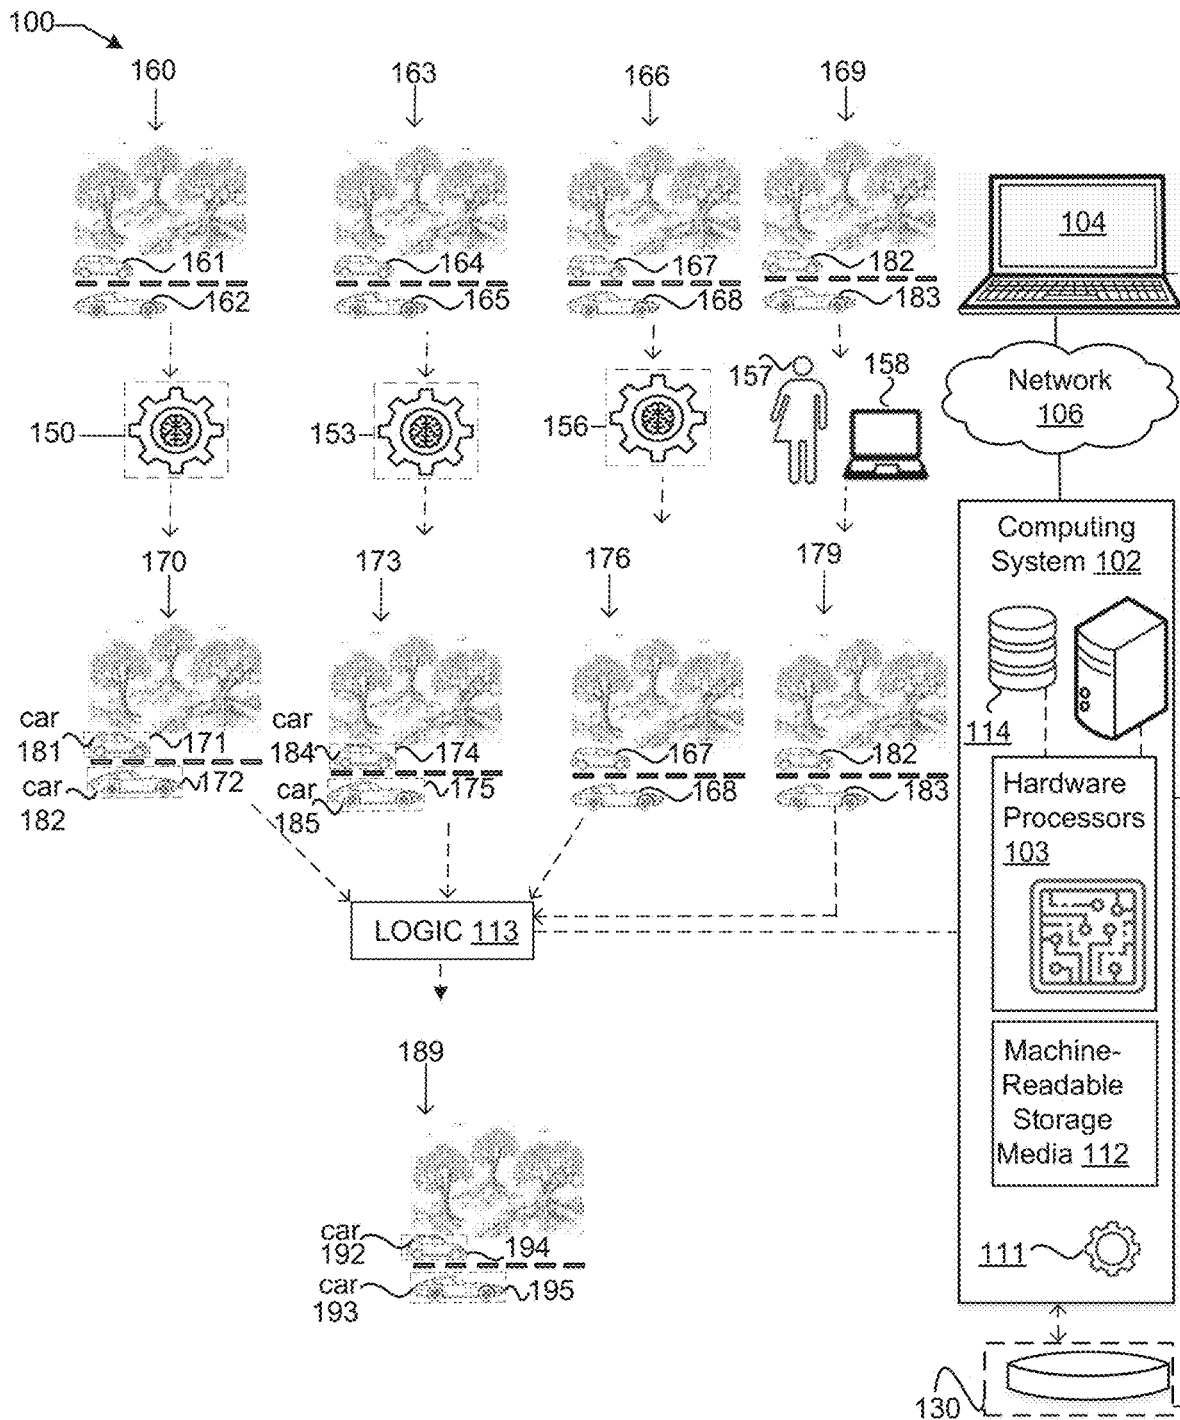 100
160
163
166
169
161
162
164
165
167
168
182
183
104
Network
106
150
153
156
157
158
170
173
176
179
Computing
System 102
114
car
181
171
car
182
172
car
184
174
car
185
175
167
168
182
183
Hardware
Processors
103
LOGIC 113
189
Machine-
Readable
Storage
Media 112
car
192
194
car
193
195
111
130